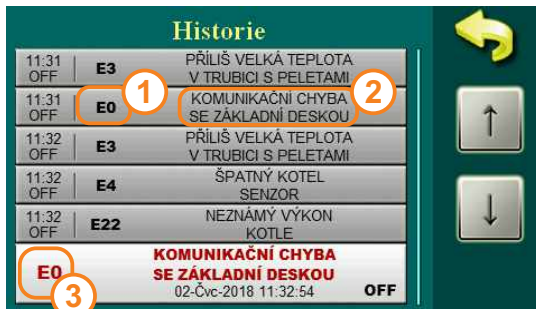 Historie
11:31 E3 PŘÍLIŠ VELKÁ TEPLOTA
OFF V TRUBICI S PELETAMI
11:31 E0 KOMUNIKAČNÍ CHYBA
OFF SE ZÁKLADNÍ DESKOU
1
2
11:32 E3 PŘÍLIŠ VELKÁ TEPLOTA
OFF V TRUBICI S PELETAMI
11:32 E4 ŠPATNÝ KOTEL
OFF SENZOR
11:32 E22 NEZNÁMÝ VÝKON
OFF KOTLE
E0 KOMUNIKAČNÍ CHYBA
SE ZÁKLADNÍ DESKOU
02-Čvc-2018 11:32:54 OFF
3